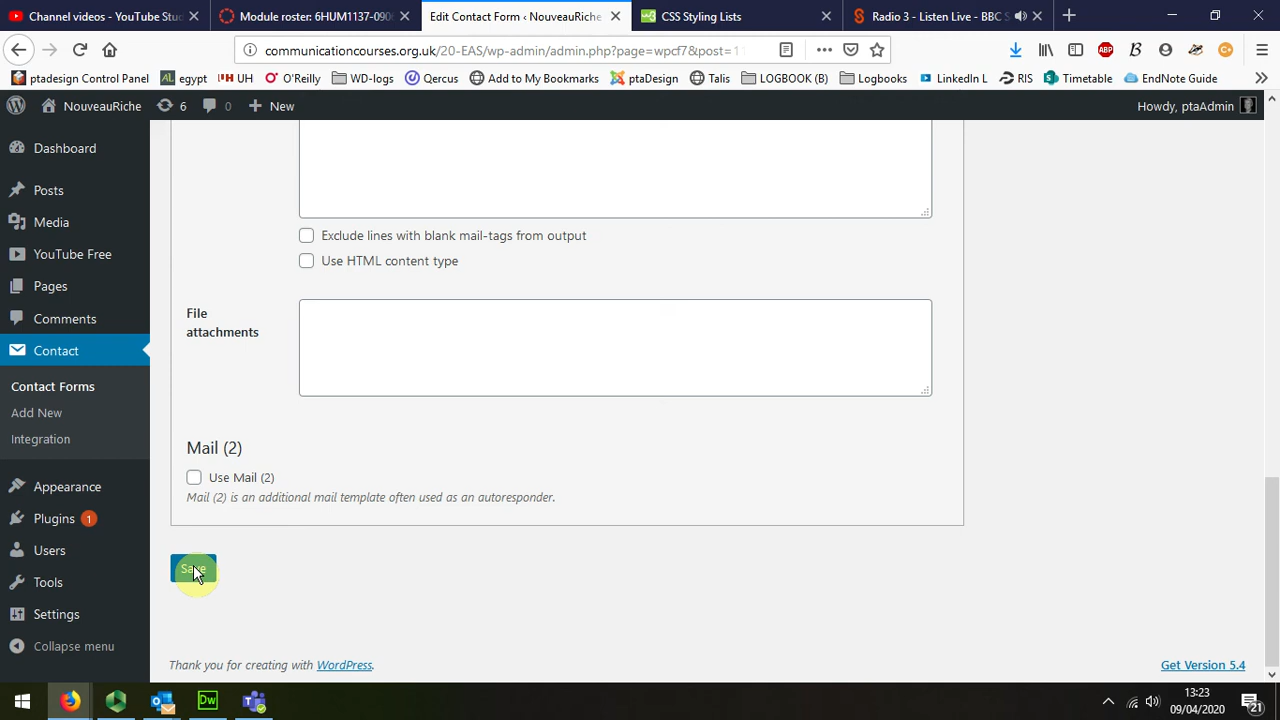 Channel videos - YouTube Stu
Module roster: 6HUM1137-090
Edit Contact Form ‹ NouveauRiche
CSS Styling Lists
Radio 3 - Listen Live - BBC S
communicationcourses.org.uk/20-EAS/wp-admin/admin.php?page=wpcf7&post=1
ptadesign Control Panel
AL egypt
UH
O'Reilly
WD-logs
Qercus
Add to My Bookmarks
ptaDesign
Talis
LOGBOOK (B)
Logbooks
LinkedIn L
RIS
Timetable
EndNote Guide
NouveauRiche
6
0
New
Howdy, ptaAdmin
Dashboard
Posts
Media
YouTube Free
Pages
Comments
Contact
Contact Forms
Add New
Integration
Appearance
Plugins 1
Users
Tools
Settings
Collapse menu
Exclude lines with blank mail-tags from output
Use HTML content type
File
attachments
Mail (2)
Use Mail (2)
Mail (2) is an additional mail template often used as an autoresponder.
Save
Thank you for creating with WordPress.
Get Version 5.4
Dw
13:23
09/04/2020
21